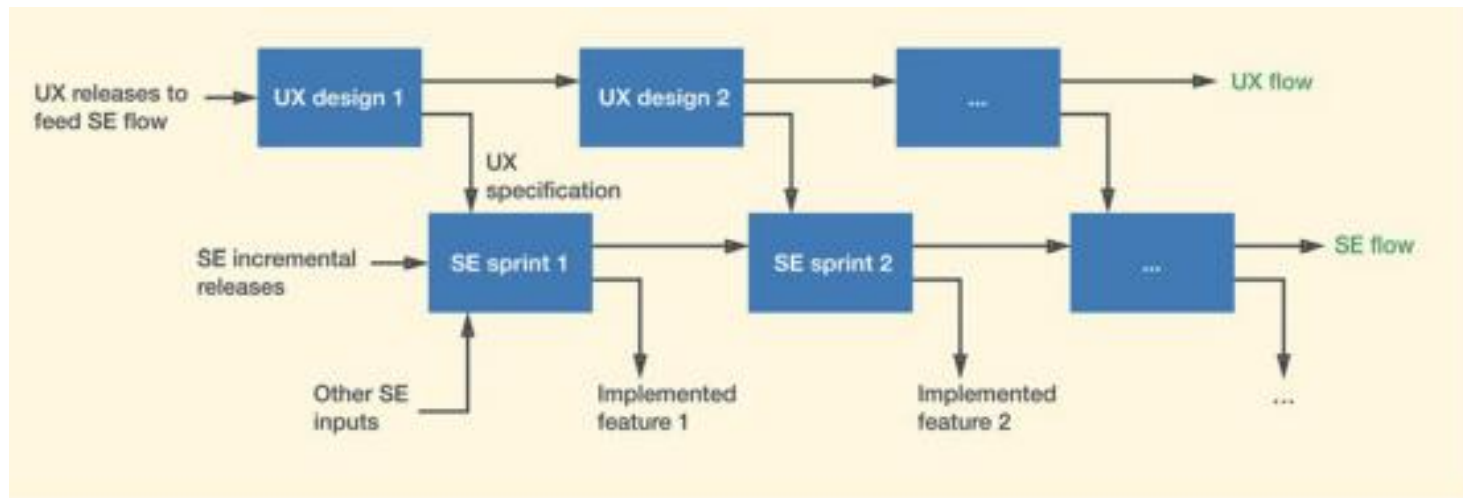 UX releases to
feed SE flow
UX design 1
UX design 2
...
UX flow
UX
specification
SE incremental
releases
SE sprint 1
SE sprint 2
...
SE flow
Other SE
inputs
Implemented
feature 1
Implemented
feature 2
...